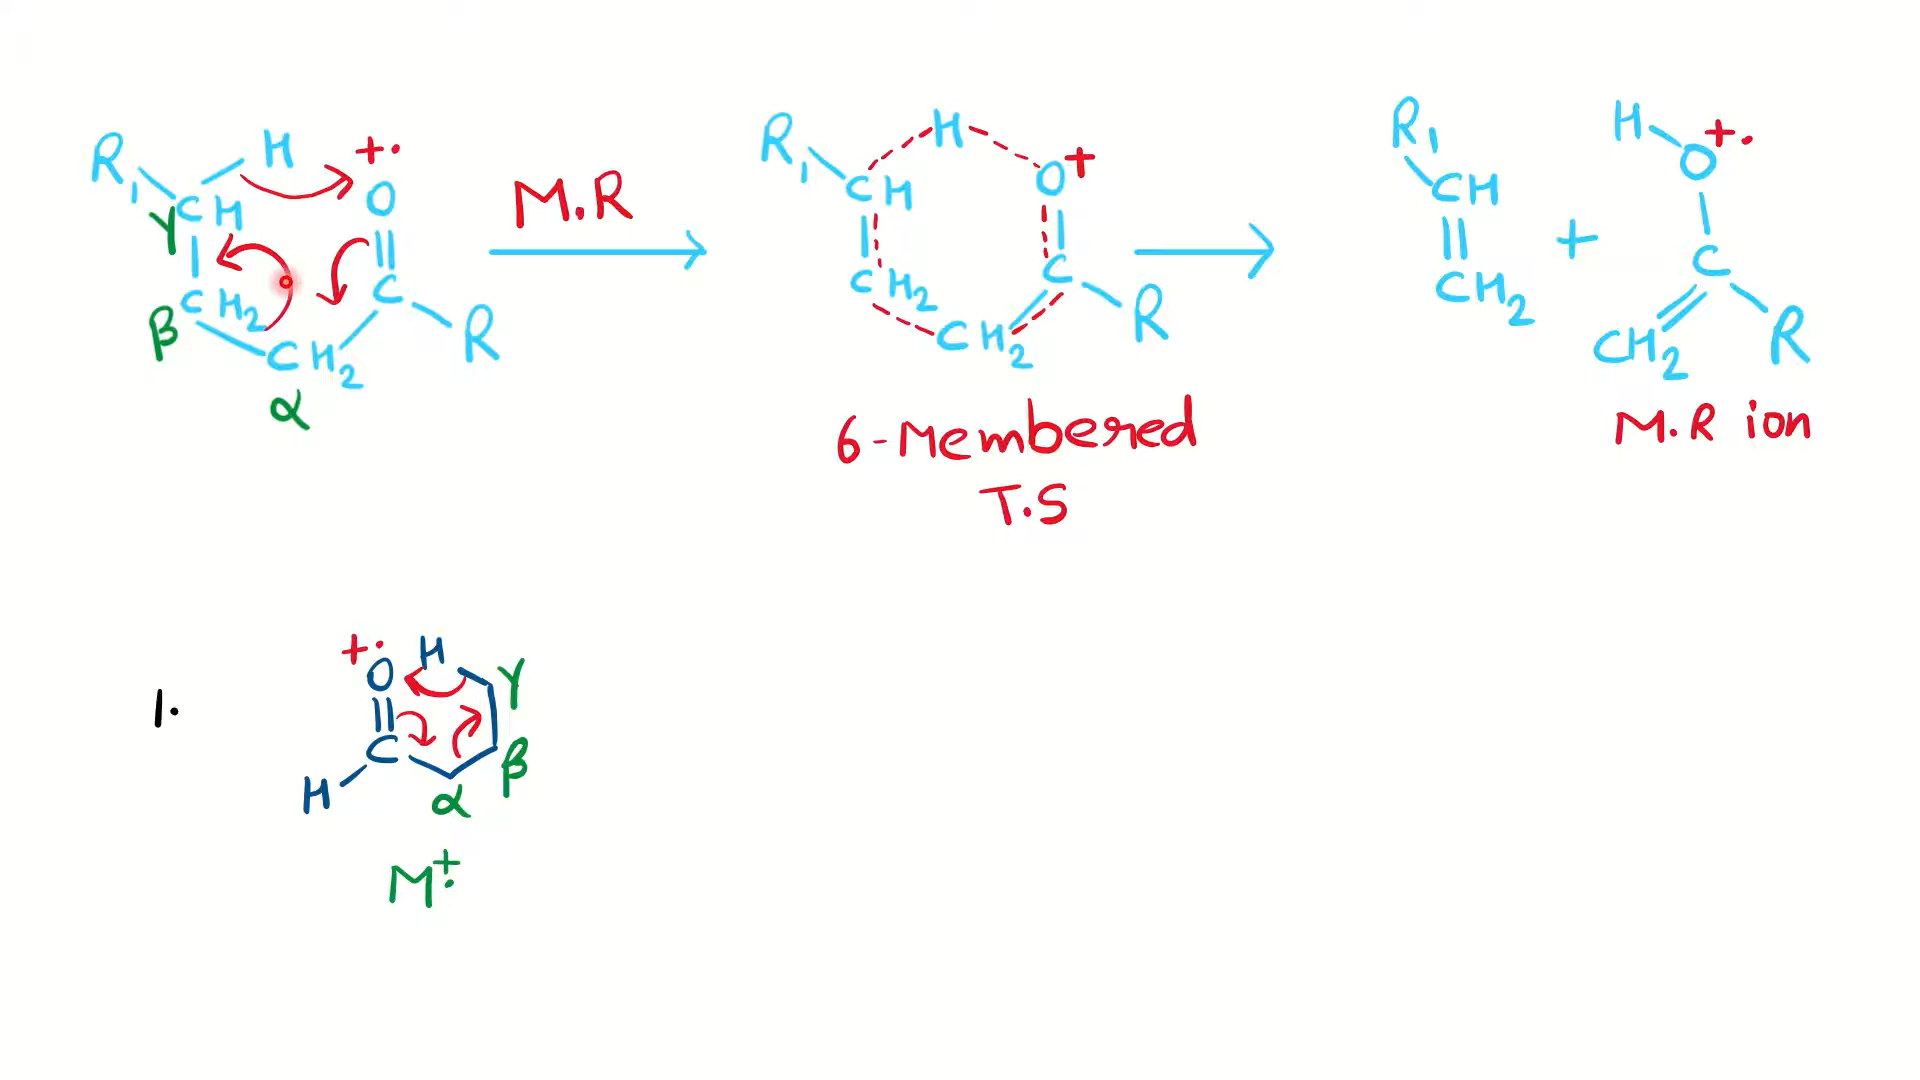 R₁ H +· O CH γ CH₂ β C CH₂ α R
M.R
R₁ H O+ CH CH₂ C CH₂ R
6-Membered
T.S
R₁ CH CH₂ + H O+· C CH₂ R
M.R ion
1.
+· O H γ C β H α
M+·